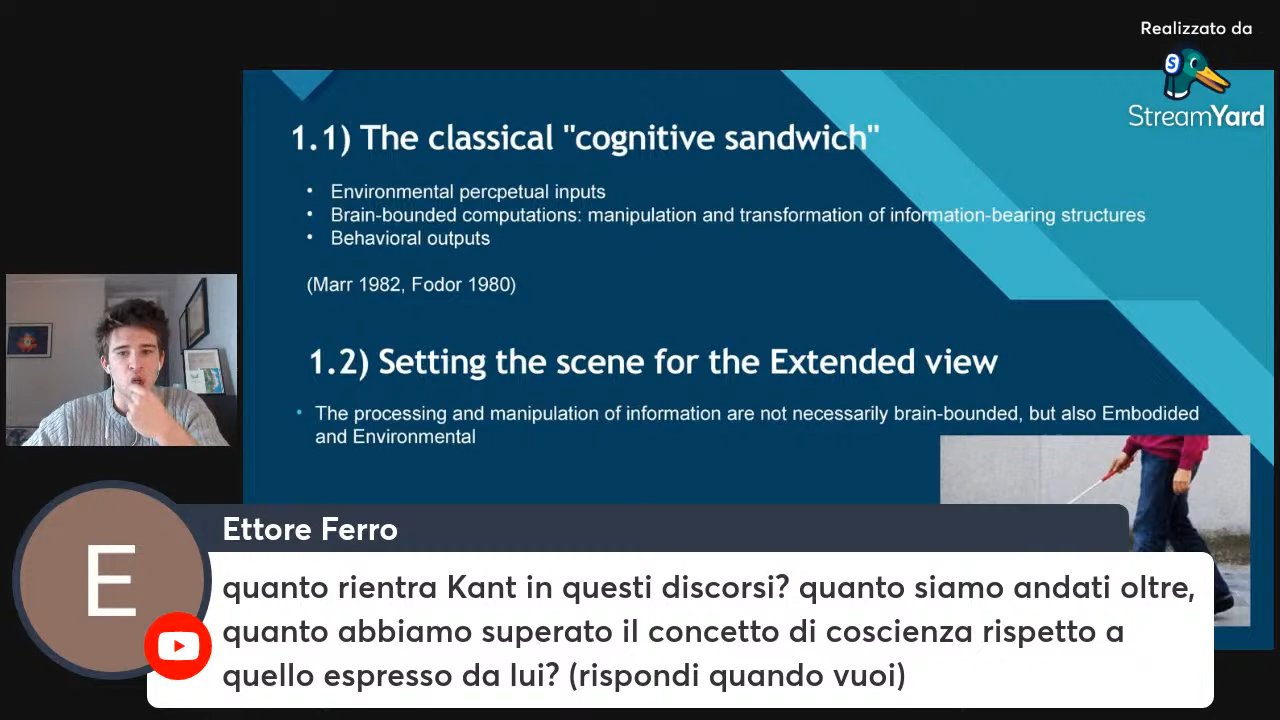 Realizzato da
StreamYard
1.1) The classical "cognitive sandwich"
• Environmental percpetual inputs
• Brain-bounded computations: manipulation and transformation of information-bearing structures
• Behavioral outputs
(Marr 1982, Fodor 1980)
1.2) Setting the scene for the Extended view
• The processing and manipulation of information are not necessarily brain-bounded, but also Embodided
and Environmental
E
Ettore Ferro
quanto rientra Kant in questi discorsi? quanto siamo andati oltre,
quanto abbiamo superato il concetto di coscienza rispetto a
quello espresso da lui? (rispondi quando vuoi)